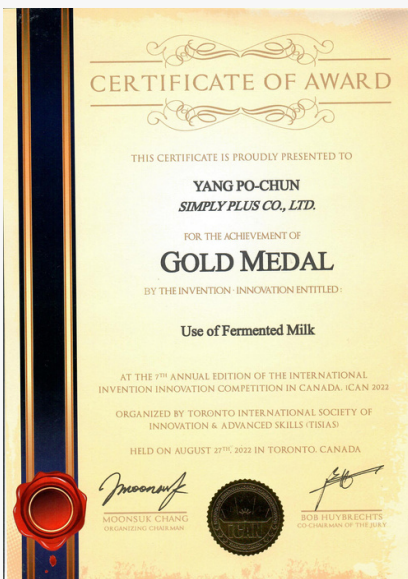 CERTIFICATE OF AWARD
THIS CERTIFICATE IS PROUDLY PRESENTED TO
YANG PO-CHUN
SIMPLY PLUS CO., LTD.
FOR THE ACHIEVEMENT OF
GOLD MEDAL
BY THE INVENTION · INNOVATION ENTITLED :
Use of Fermented Milk
AT THE 7TH ANNUAL EDITION OF THE INTERNATIONAL
INVENTION INNOVATION COMPETITION IN CANADA, iCAN 2022
ORGANIZED BY TORONTO INTERNATIONAL SOCIETY OF
INNOVATION & ADVANCED SKILLS (TISIAS)
HELD ON AUGUST 27TH, 2022 IN TORONTO, CANADA
MOONSUK CHANG
ORGANIZING CHAIRMAN
BOB HUYBRECHTS
CO-CHAIRMAN OF THE JURY